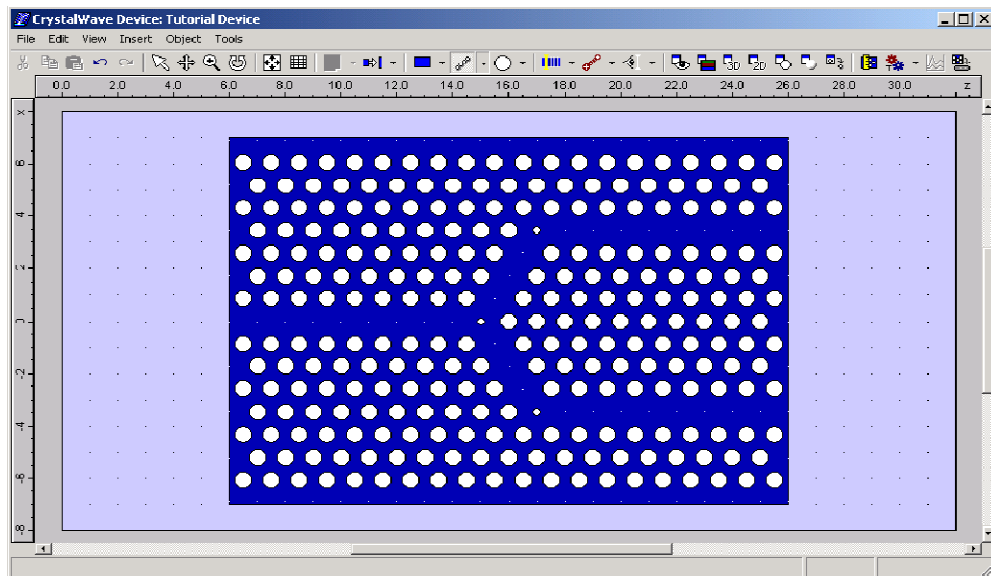 CrystalWave Device: Tutorial Device
File Edit View Insert Object Tools
3D 2D
0.0 2.0 4.0 6.0 8.0 10.0 12.0 14.0 16.0 18.0 20.0 22.0 24.0 26.0 28.0 30.0 z
x
6
4
2
0
-2
-4
-6
-8